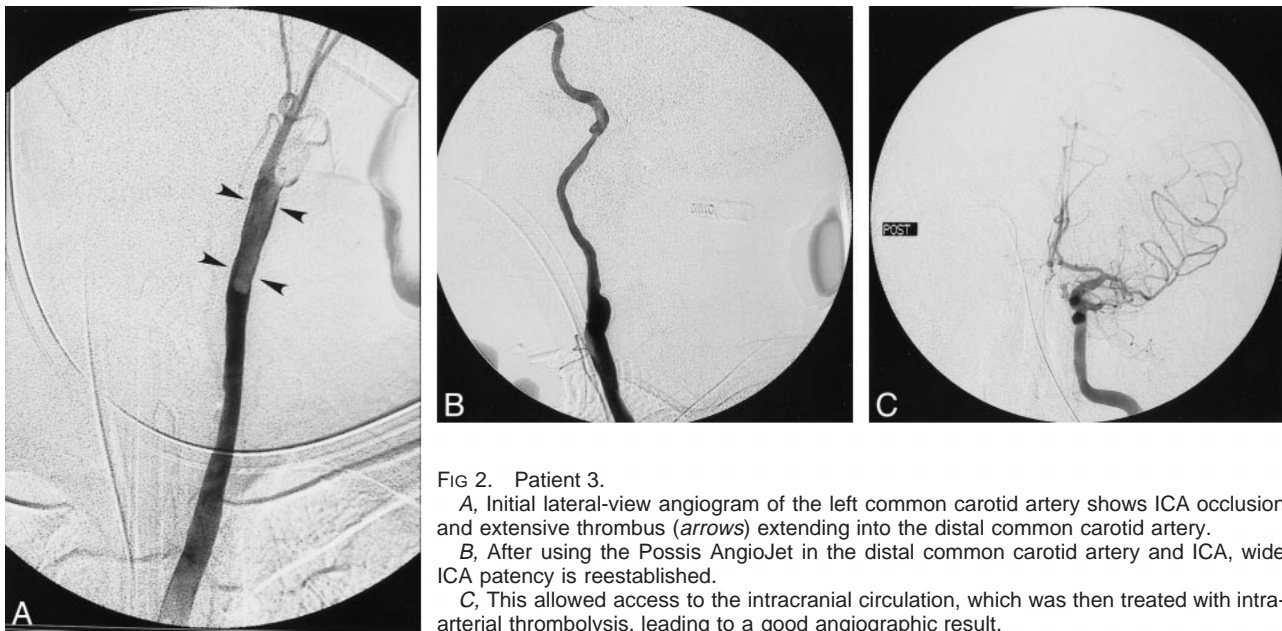 A
B
POST
C
FIG 2. Patient 3.
A, Initial lateral-view angiogram of the left common carotid artery shows ICA occlusion
and extensive thrombus (arrows) extending into the distal common carotid artery.
B, After using the Possis AngioJet in the distal common carotid artery and ICA, wide
ICA patency is reestablished.
C, This allowed access to the intracranial circulation, which was then treated with intra-
arterial thrombolysis, leading to a good angiographic result.